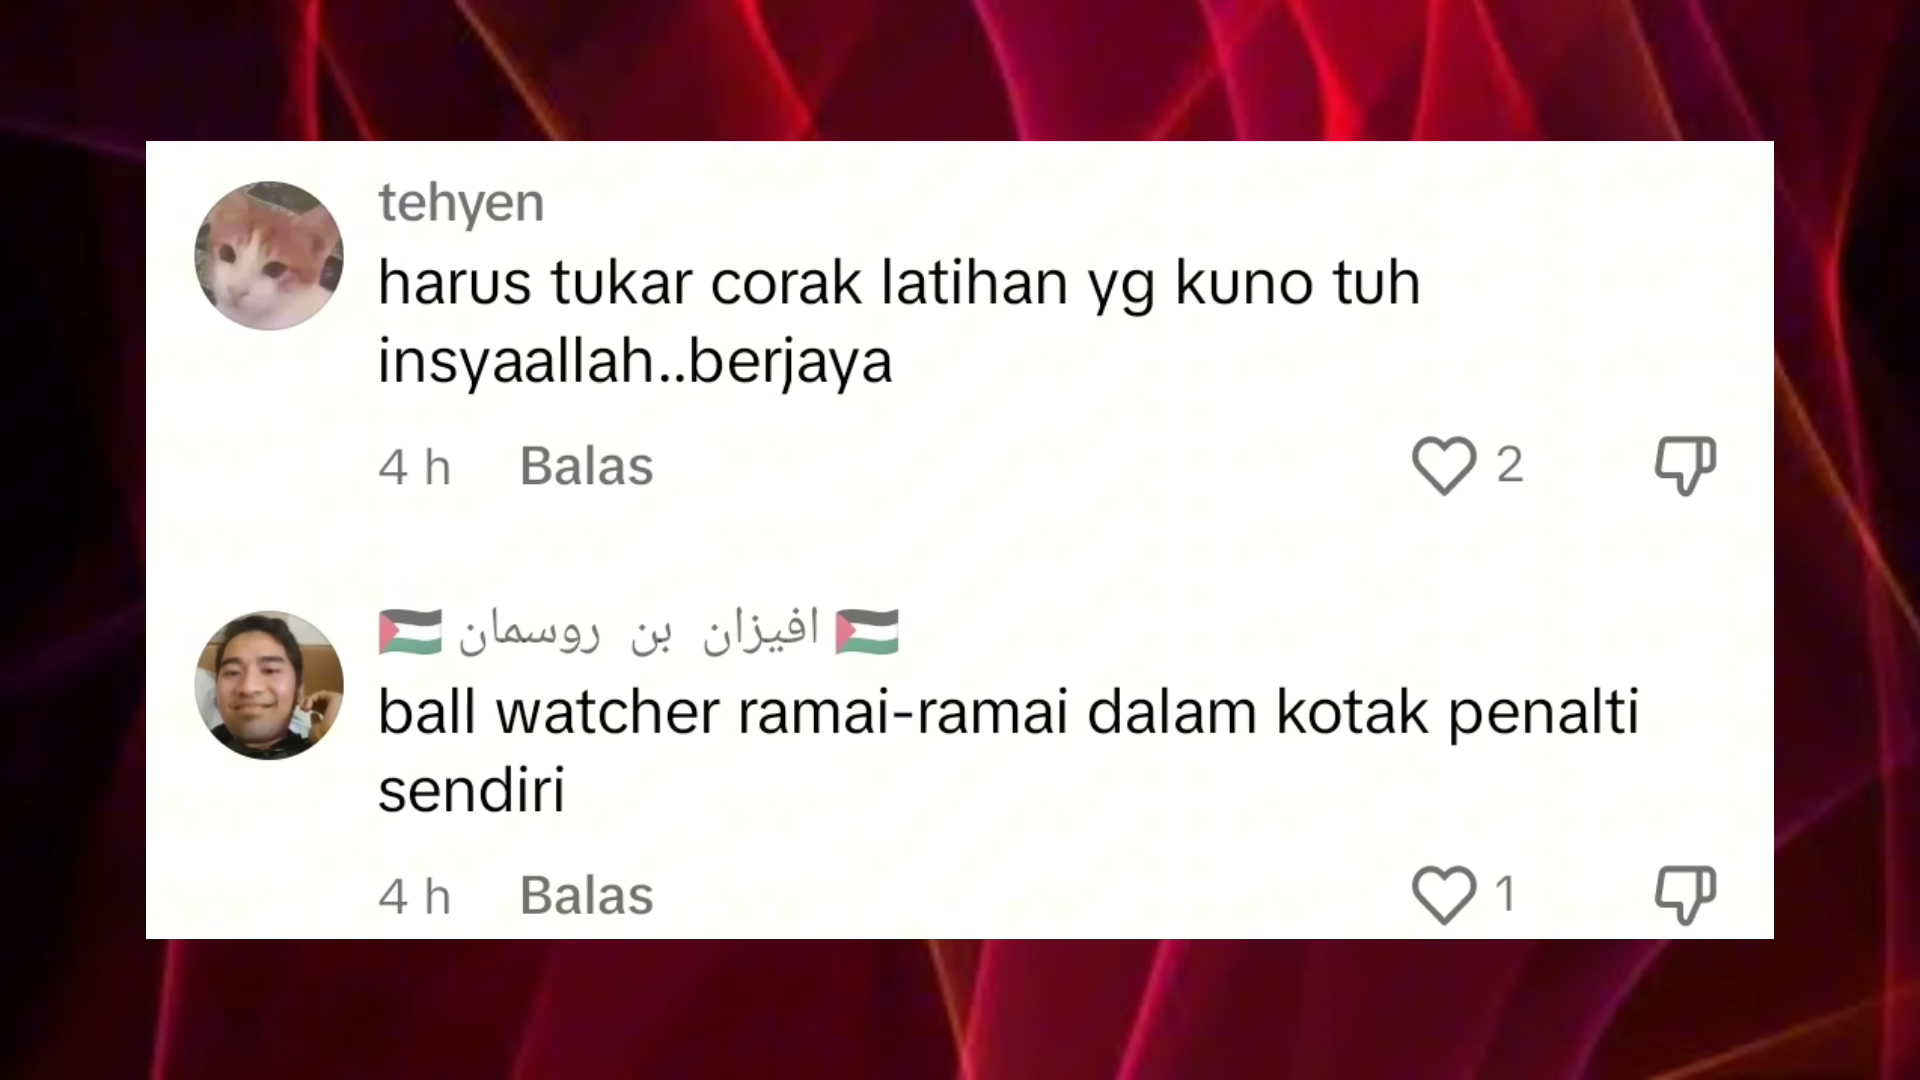 tehyen
harus tukar corak latihan yg kuno tuh
insyaallah..berjaya
4 h Balas 2
🇵🇸 افيزان بن روسمان 🇵🇸
ball watcher ramai-ramai dalam kotak penalti
sendiri
4 h Balas 1